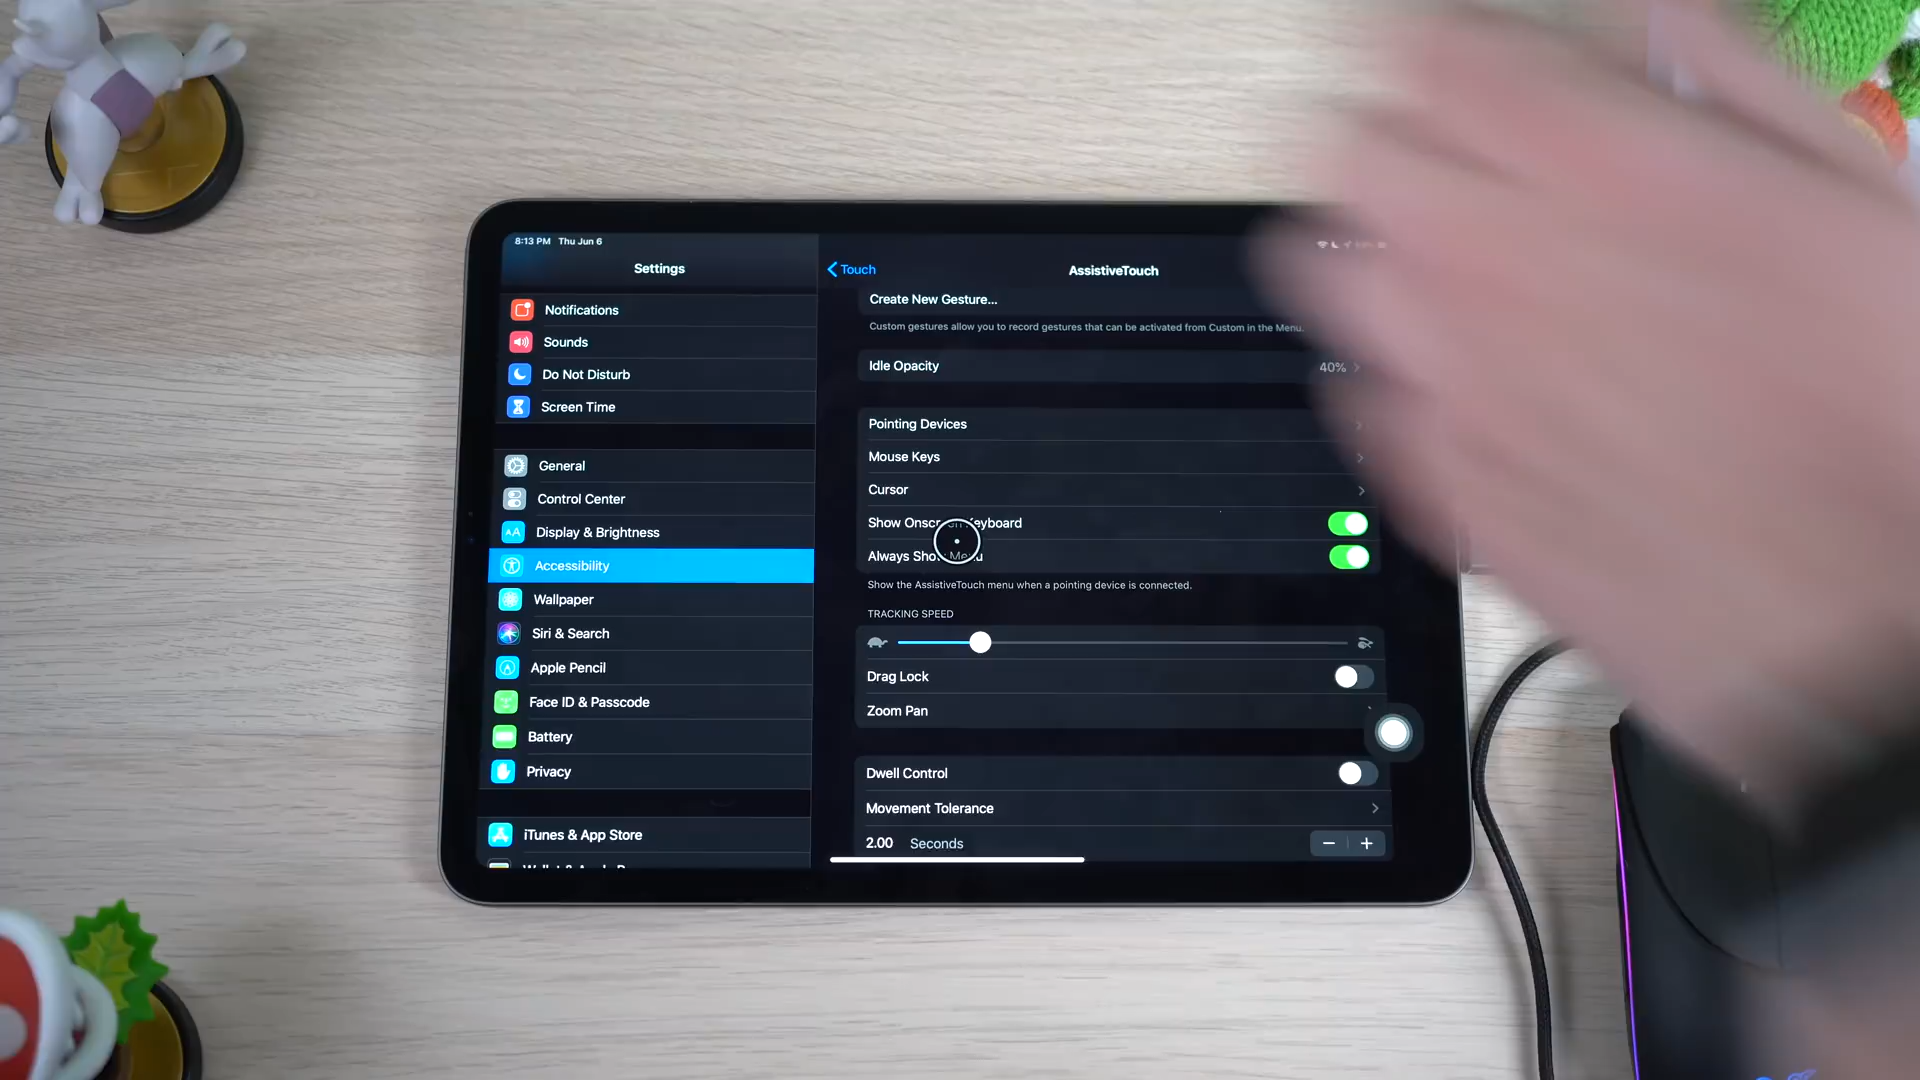 8:13 PM Thu Jun 6
Settings
Notifications
Sounds
Do Not Disturb
Screen Time
General
Control Center
Display & Brightness
Accessibility
Wallpaper
Siri & Search
Apple Pencil
Face ID & Passcode
Battery
Privacy
iTunes & App Store
Touch
AssistiveTouch
Create New Gesture...
Custom gestures allow you to record gestures that can be activated from Custom in the Menu.
Idle Opacity 40%
Pointing Devices
Mouse Keys
Cursor
Show Onscreen Keyboard
Always Show Menu
Show the AssistiveTouch menu when a pointing device is connected.
TRACKING SPEED
Drag Lock
Zoom Pan
Dwell Control
Movement Tolerance
2.00 Seconds